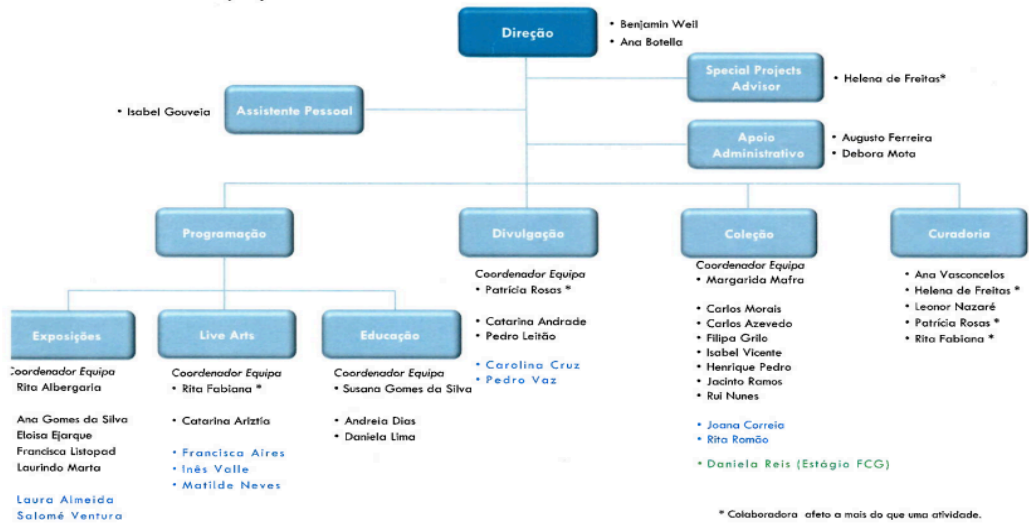 Direção
• Benjamin Weil
• Ana Botella
Special Projects
Advisor
• Helena de Freitas*
• Isabel Gouveia
Assistente Pessoal
Apoio
Administrativo
• Augusto Ferreira
• Debora Mota
Programação
Divulgação
Coleção
Curadoria
Exposições
Coordenador Equipa
Rita Albergaria
Ana Gomes da Silva
Eloisa Ejarque
Francisca Listopad
Laurindo Marta
Laura Almeida
Salomé Ventura
Live Arts
Coordenador Equipa
• Rita Fabiana *
• Catarina Ariztía
• Francisca Aires
• Inês Valle
• Matilde Neves
Educação
Coordenador Equipa
• Susana Gomes da Silva
• Andreia Dias
• Daniela Lima
Coordenador Equipa
• Patrícia Rosas *
• Catarina Andrade
• Pedro Leitão
• Carolina Cruz
• Pedro Vaz
Coordenador Equipa
• Margarida Mafra
• Carlos Morais
• Carlos Azevedo
• Filipa Grilo
• Isabel Vicente
• Henrique Pedro
• Jacinto Ramos
• Rui Nunes
• Joana Correia
• Rita Romão
• Daniela Reis (Estágio FCG)
• Ana Vasconcelos
• Helena de Freitas *
• Leonor Nazaré
• Patrícia Rosas *
• Rita Fabiana *
* Colaboradora afeto a mais do que uma atividade.